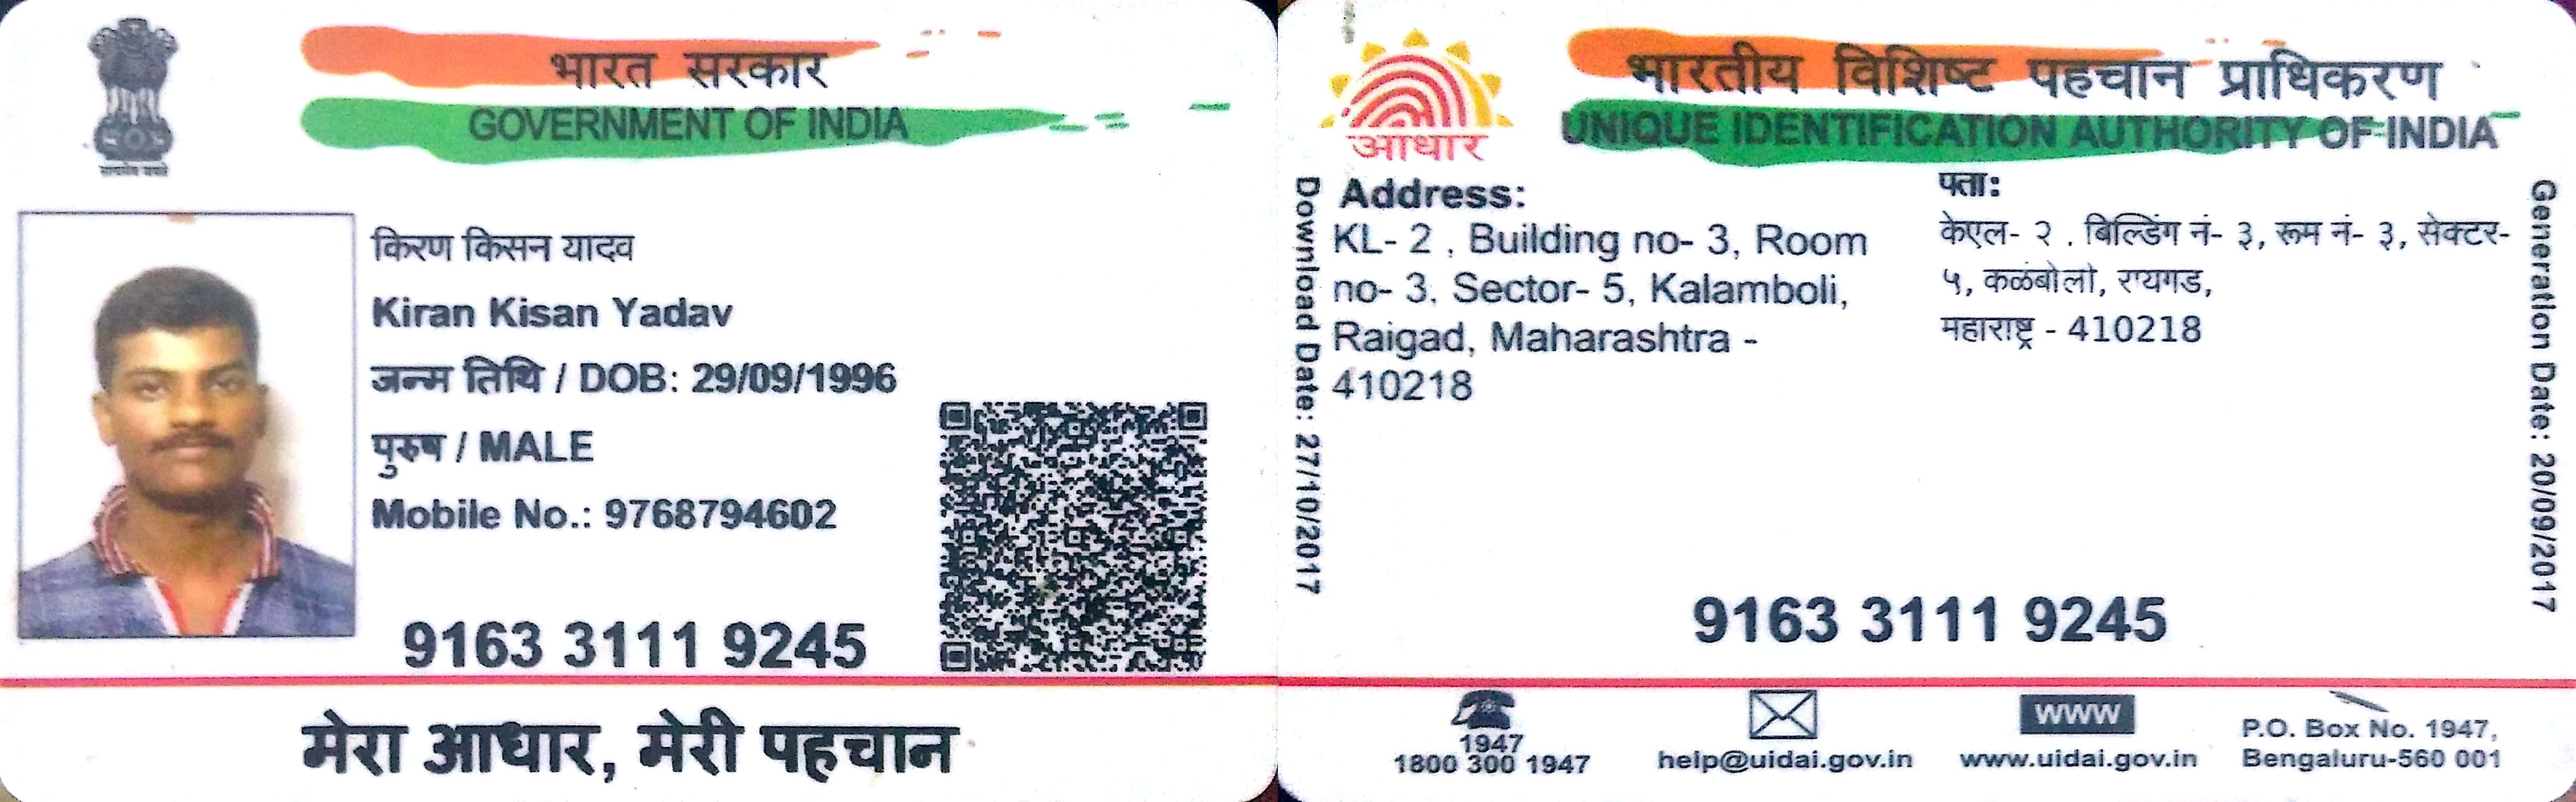 भारत सरकार
GOVERNMENT OF INDIA
किरण किसन यादव
Kiran Kisan Yadav
जन्म तिथि / DOB: 29/09/1996
पुरुष / MALE
Mobile No.: 9768794602
9163 3111 9245
मेरा आधार, मेरी पहचान
भारतीय विशिष्ट पहचान प्राधिकरण
UNIQUE IDENTIFICATION AUTHORITY OF INDIA
आधार
Download Date: 27/10/2017
Address:
KL- 2 , Building no- 3, Room
no- 3, Sector- 5, Kalamboli,
Raigad, Maharashtra -
410218
पता:
केएल- २ . बिल्डिंग नं- ३, रूम नं- ३, सेक्टर-
५, कळंबोली, रायगड,
महाराष्ट्र - 410218
Generation Date: 20/09/2017
9163 3111 9245
1947
1800 300 1947
help@uidai.gov.in
www
www.uidai.gov.in
P.O. Box No. 1947,
Bengaluru-560 001